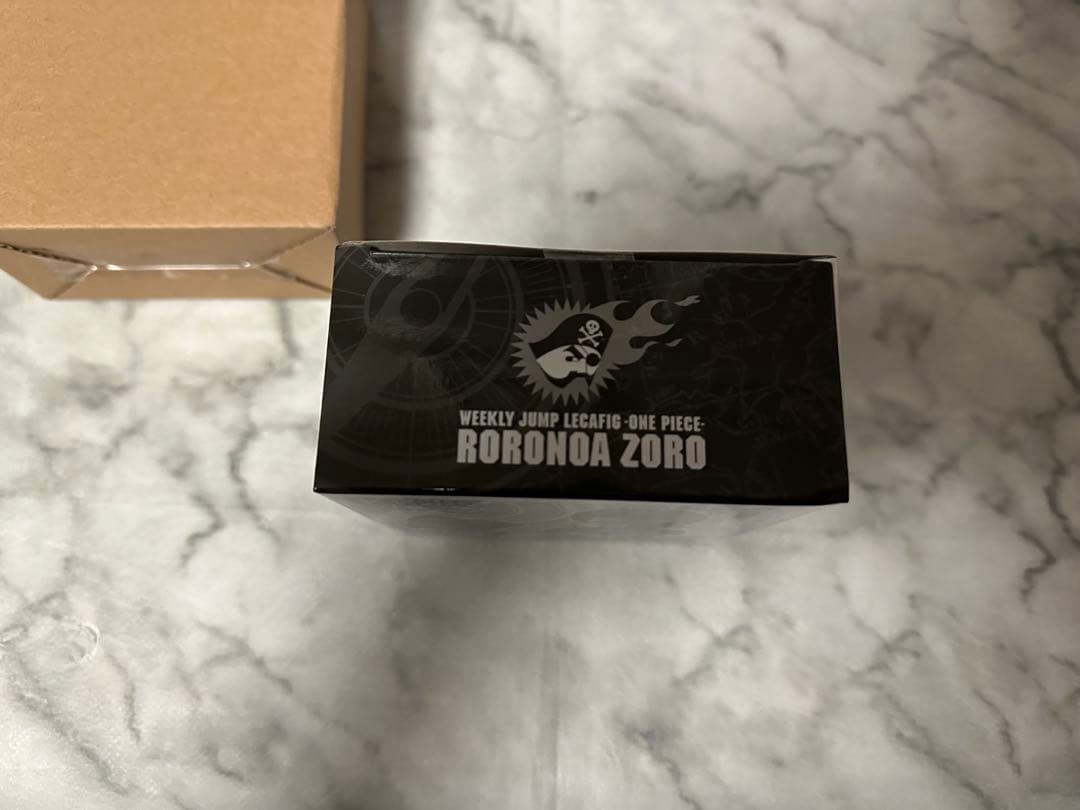 WEEKLY JUMP LECAFIG -ONE PIECE-
RORONOA ZORO